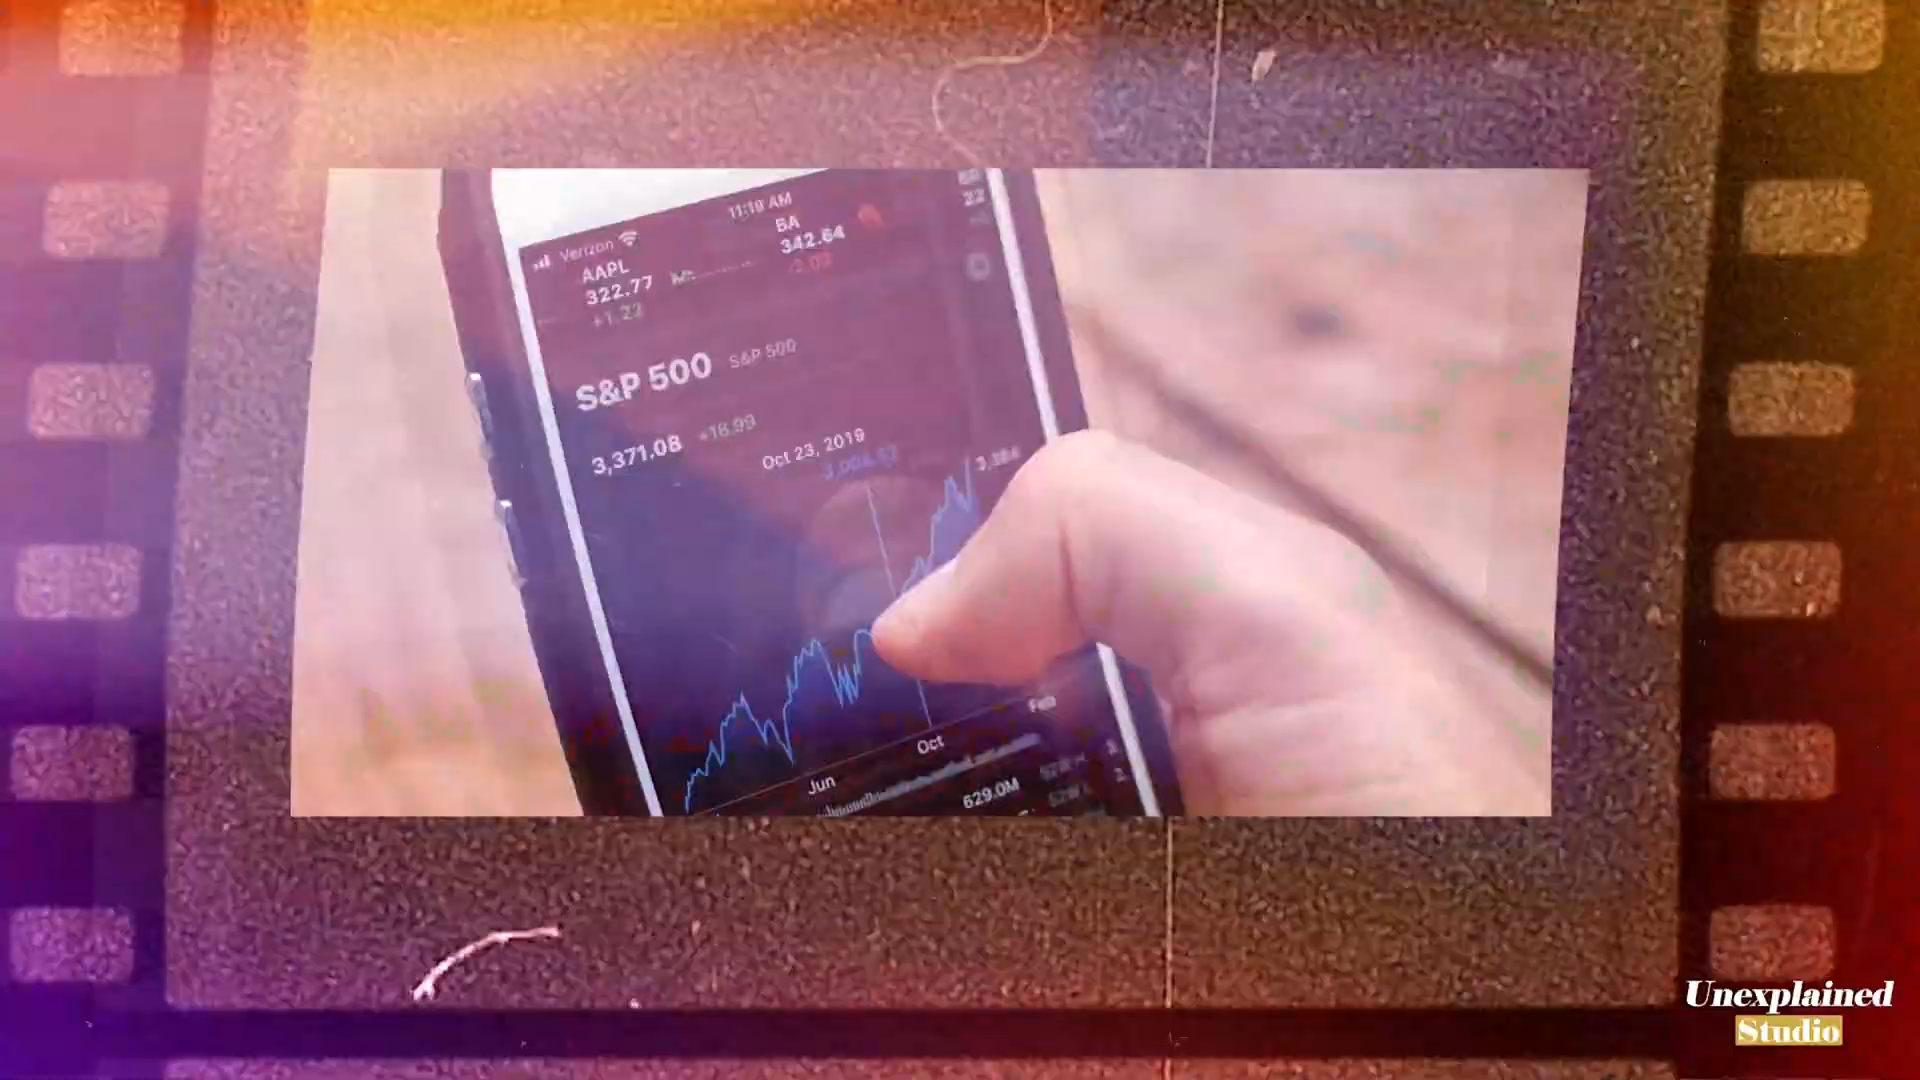 11:19 AM
Verizon
AAPL
322.77
+1.22
BA
342.64
22
S&P 500 S&P 500
3,371.08 +16.99
Oct 23, 2019
Jun
Oct
Feb
629.0M
Unexplained
Studio